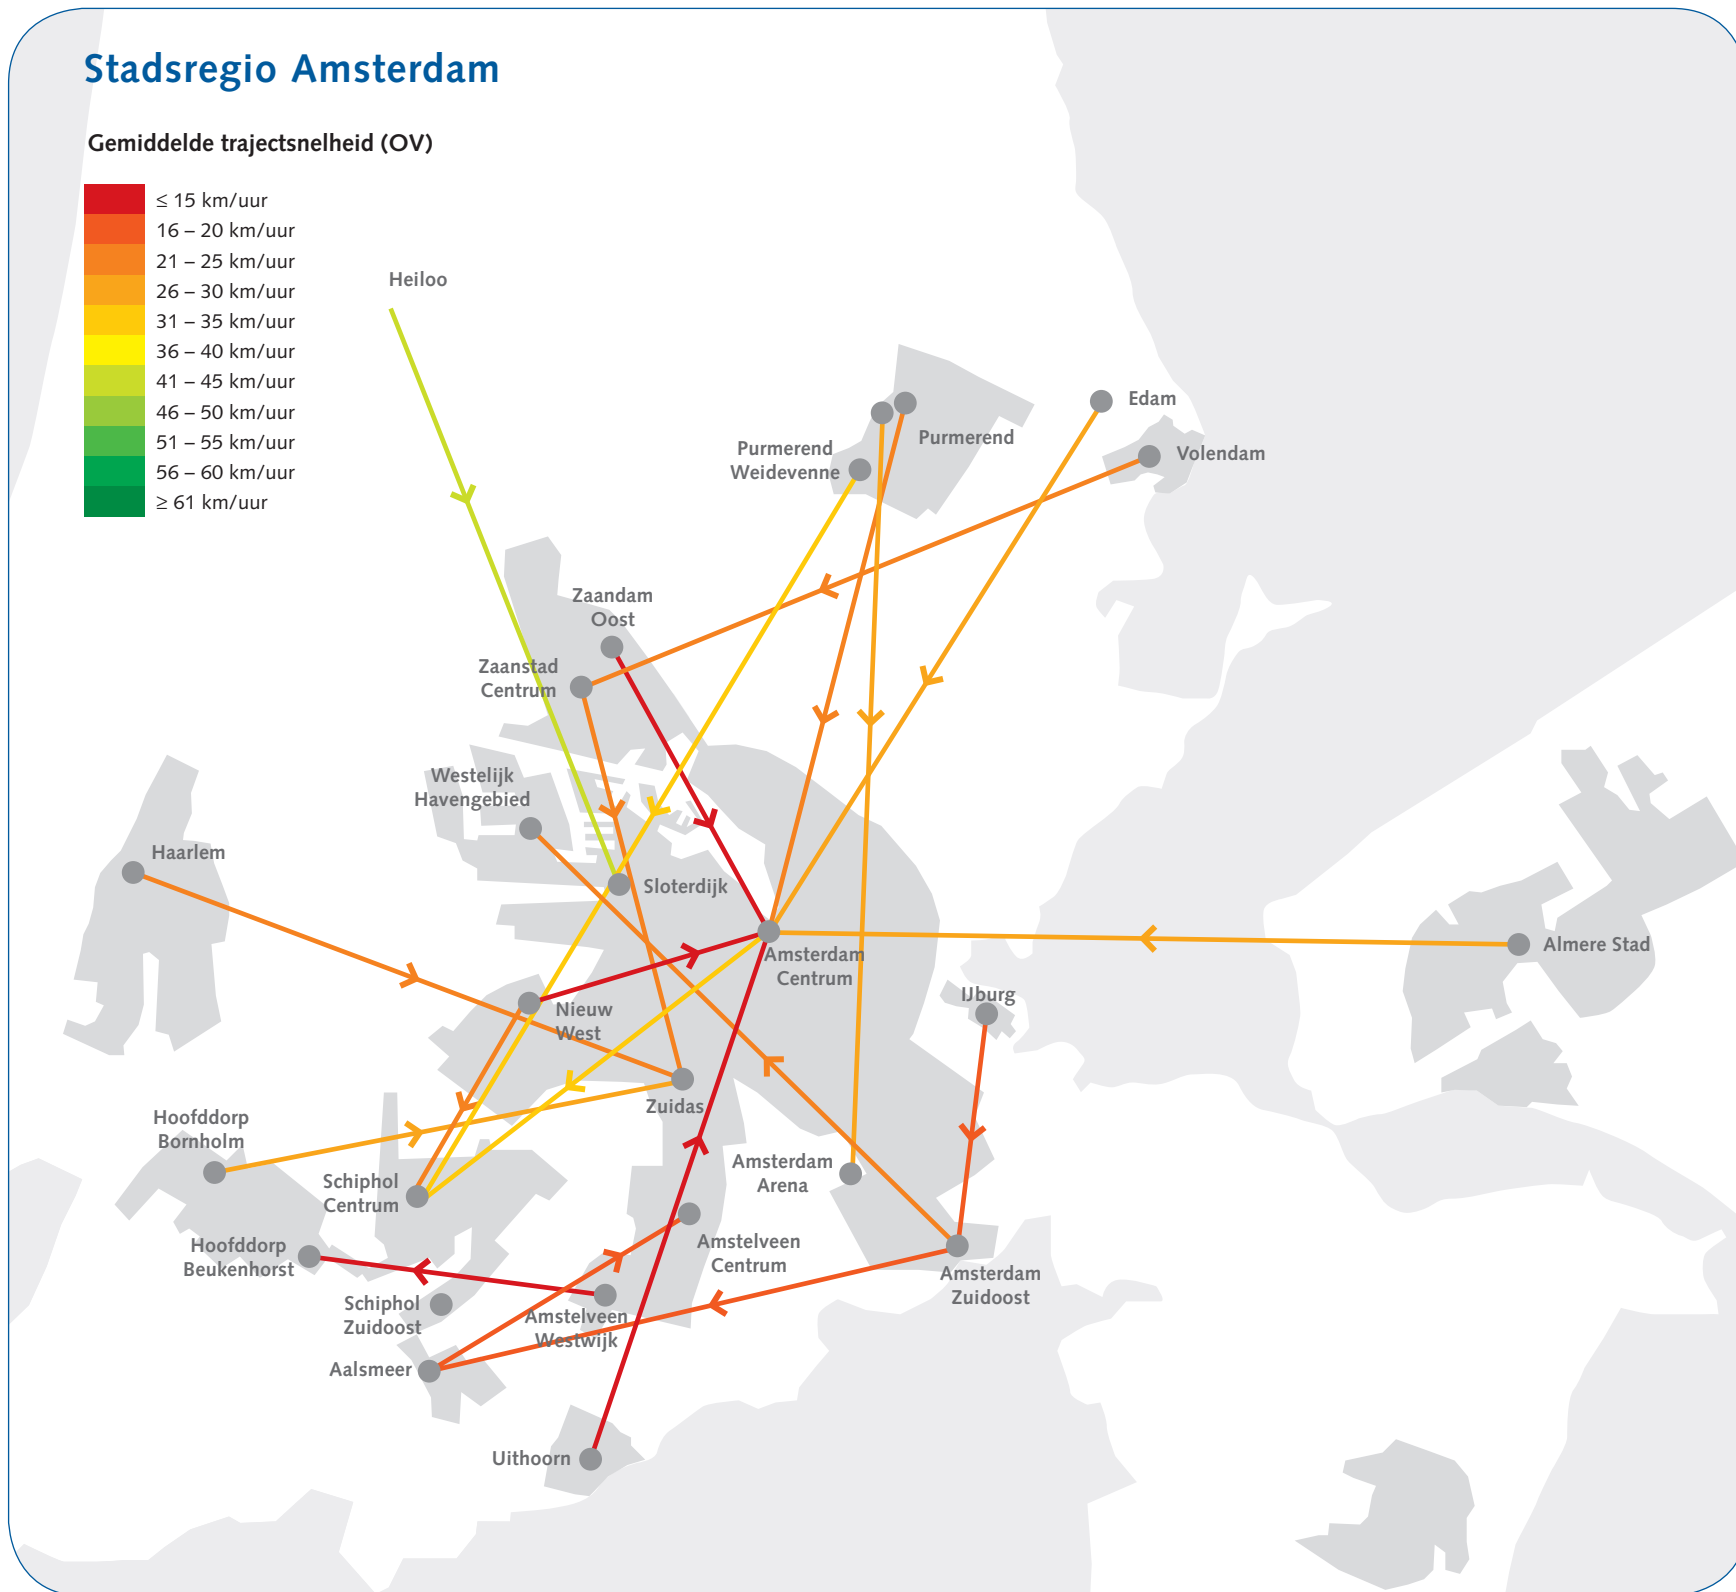 Stadsregio Amsterdam
Gemiddelde trajectsnelheid (OV)
≤ 15 km/uur
16 – 20 km/uur
21 – 25 km/uur
26 – 30 km/uur
31 – 35 km/uur
36 – 40 km/uur
41 – 45 km/uur
46 – 50 km/uur
51 – 55 km/uur
56 – 60 km/uur
≥ 61 km/uur
Heiloo
Edam
Purmerend
Purmerend
Weidevenne
Volendam
Zaandam
Oost
Zaanstad
Centrum
Westelijk
Havengebied
Haarlem
Sloterdijk
Amsterdam
Centrum
Almere Stad
IJburg
Nieuw
West
Zuidas
Hoofddorp
Bornholm
Schiphol
Centrum
Amsterdam
Arena
Hoofddorp
Beukenhorst
Amstelveen
Centrum
Amsterdam
Zuidoost
Schiphol
Zuidoost
Amstelveen
Westwijk
Aalsmeer
Uithoorn